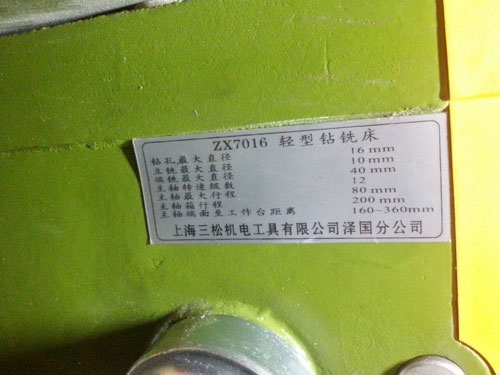 ZX7016 轻型钻铣床
钻孔最大直径 16mm
立铣最大直径 10mm
端铣最大直径 40mm
主轴转速级数 12
主轴最大行程 80mm
主轴箱行程 200mm
主轴端面至工作台距离 160-360mm
上海三松机电工具有限公司泽国分公司